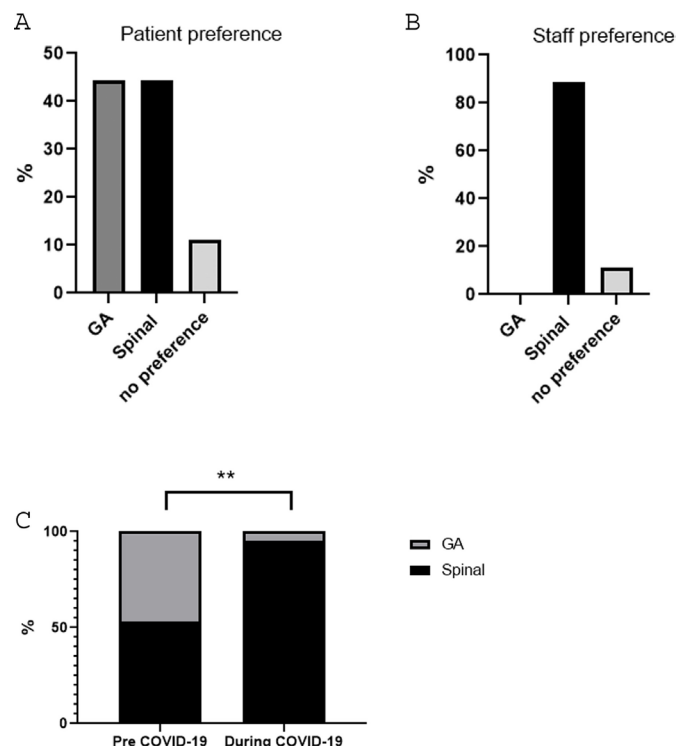 A
Patient preference
50
40
30
20
10
0
%
GA
Spinal
no preference
B
Staff preference
100
80
60
40
20
0
%
GA
Spinal
no preference
**
C
100
50
0
%
Pre COVID-19
During COVID-19
GA
Spinal